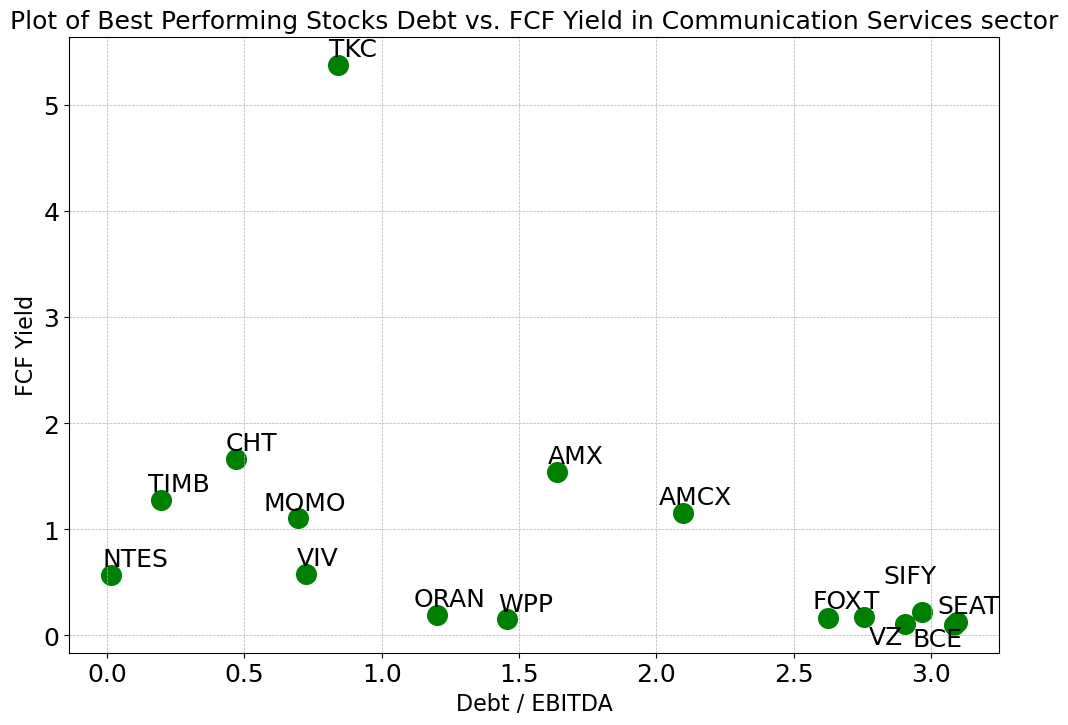 Plot of Best Performing Stocks Debt vs. FCF Yield in Communication Services sector
TKC
5
4
3
FCF Yield
2
CHT
AMX
TIMB
AMCX
MOMO
1
NTES
VIV
SIFY
ORAN
WPP
FOX
T
SEAT
0
VZ
BCE
0.0 0.5 1.0 1.5 2.0 2.5 3.0
Debt / EBITDA